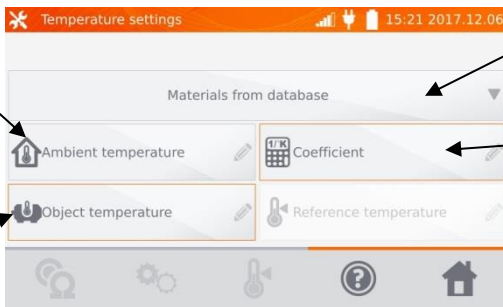 Temperature settings 15:21 2017.12.06
Materials from database
Ambient temperature 1/°K Coefficient
Object temperature Reference temperature
?